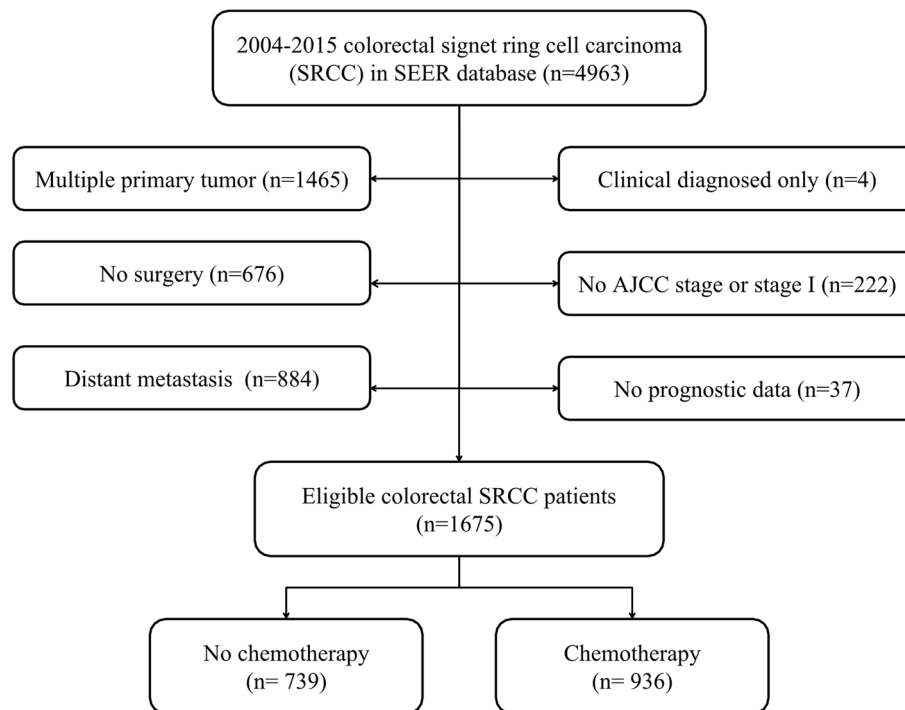 2004-2015 colorectal signet ring cell carcinoma
(SRCC) in SEER database (n=4963)
Multiple primary tumor (n=1465)
Clinical diagnosed only (n=4)
No surgery (n=676)
No AJCC stage or stage I (n=222)
Distant metastasis (n=884)
No prognostic data (n=37)
Eligible colorectal SRCC patients
(n=1675)
No chemotherapy
(n= 739)
Chemotherapy
(n= 936)